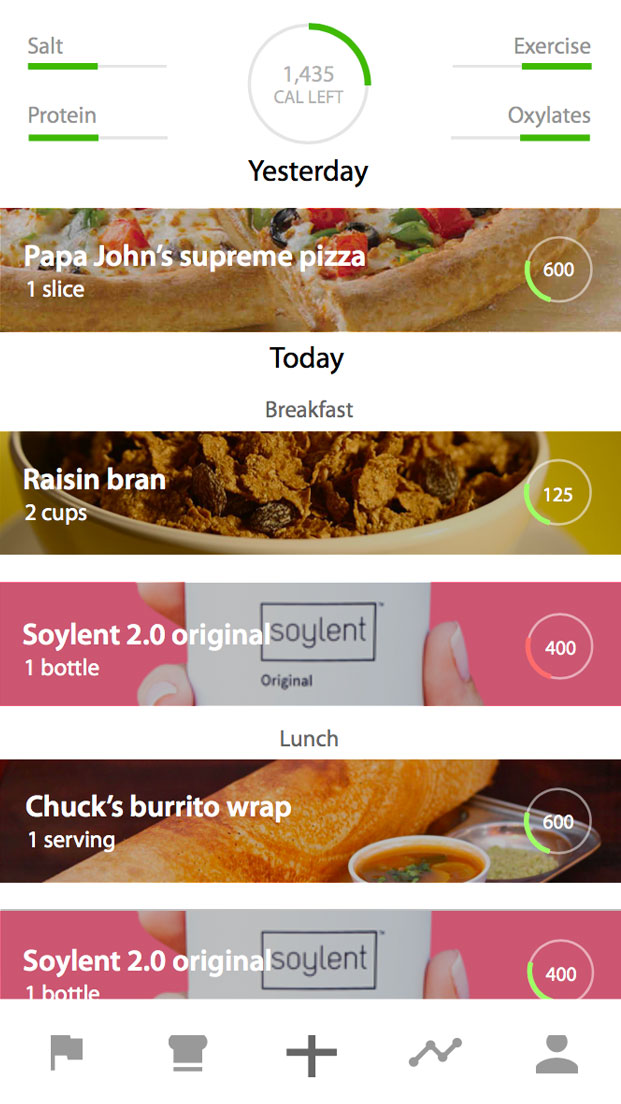 Salt
Exercise
1,435
CAL LEFT
Protein
Oxylates
Yesterday
Papa John's supreme pizza
1 slice
600
Today
Breakfast
Raisin bran
2 cups
125
Soylent 2.0 original
1 bottle
soylent™
Original
400
Lunch
Chuck's burrito wrap
1 serving
600
Soylent 2.0 original
1 bottle
soylent™
400